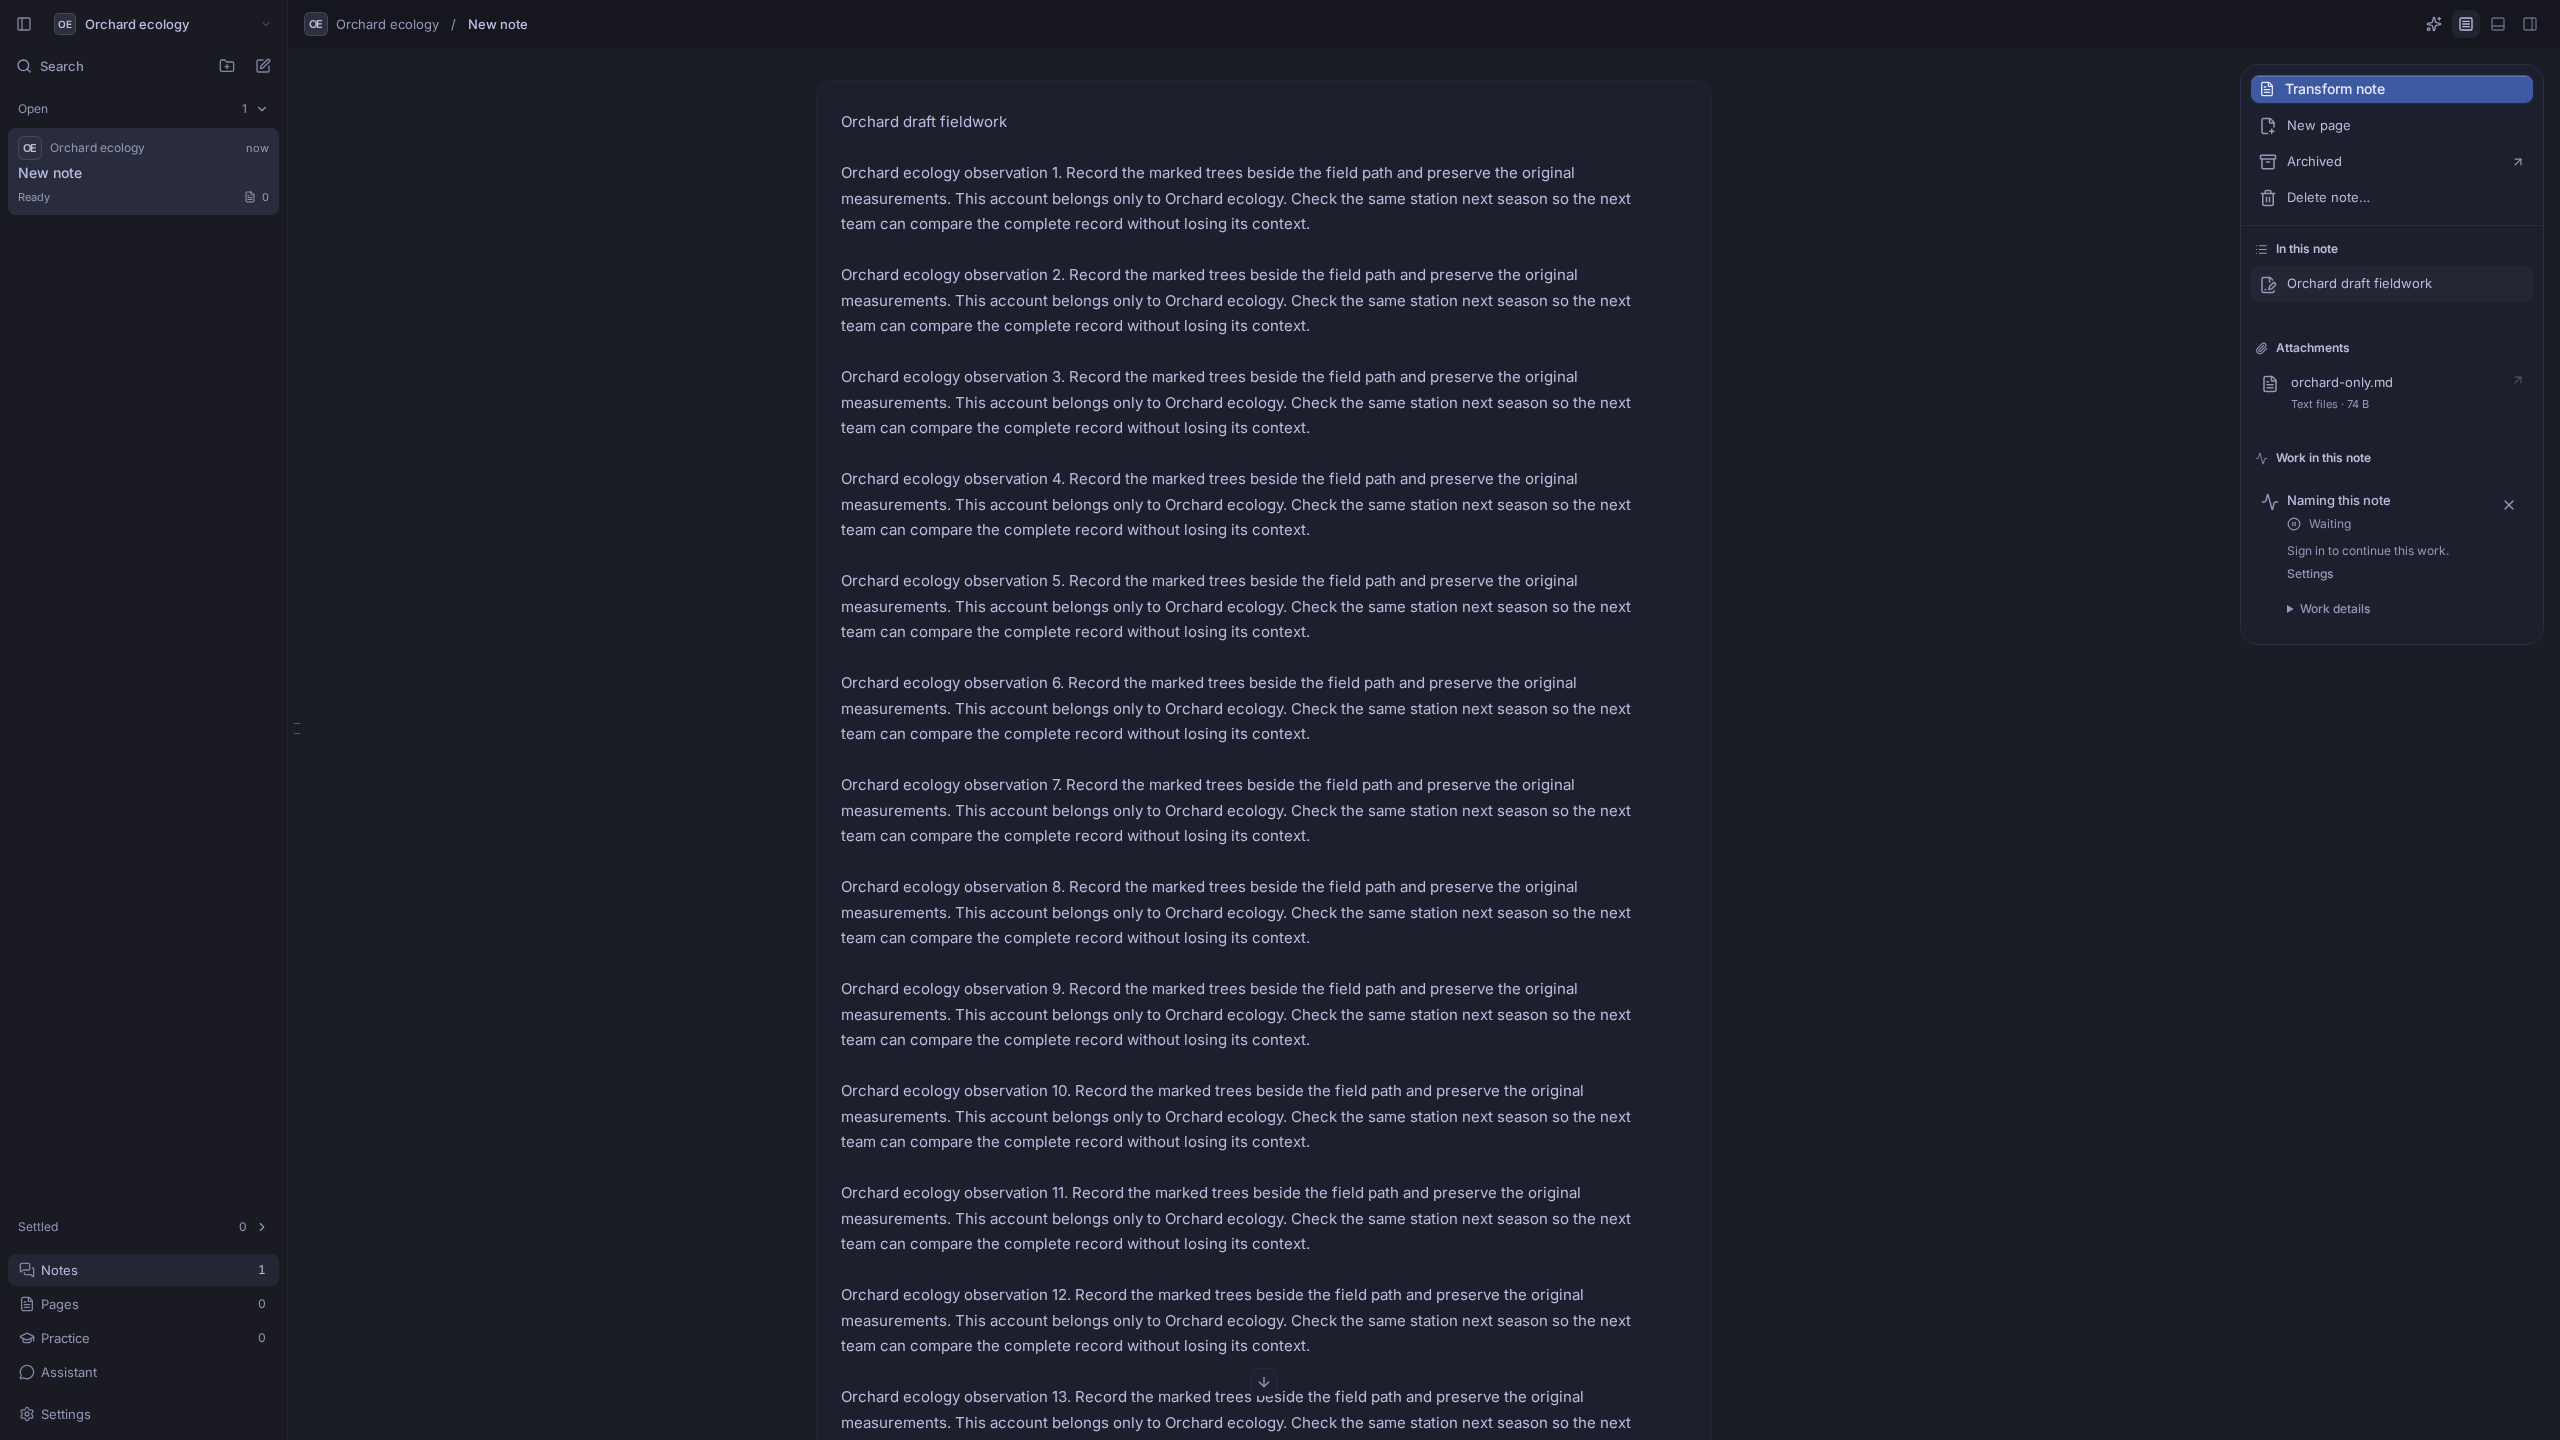 OE Orchard ecology
Search
Open 1
OE Orchard ecology now
New note
Ready 0
Settled 0
Notes 1
Pages 0
Practice 0
Assistant
Settings
OE Orchard ecology / New note
Orchard draft fieldwork
Orchard ecology observation 1. Record the marked trees beside the field path and preserve the original
measurements. This account belongs only to Orchard ecology. Check the same station next season so the next
team can compare the complete record without losing its context.
Orchard ecology observation 2. Record the marked trees beside the field path and preserve the original
measurements. This account belongs only to Orchard ecology. Check the same station next season so the next
team can compare the complete record without losing its context.
Orchard ecology observation 3. Record the marked trees beside the field path and preserve the original
measurements. This account belongs only to Orchard ecology. Check the same station next season so the next
team can compare the complete record without losing its context.
Orchard ecology observation 4. Record the marked trees beside the field path and preserve the original
measurements. This account belongs only to Orchard ecology. Check the same station next season so the next
team can compare the complete record without losing its context.
Orchard ecology observation 5. Record the marked trees beside the field path and preserve the original
measurements. This account belongs only to Orchard ecology. Check the same station next season so the next
team can compare the complete record without losing its context.
Orchard ecology observation 6. Record the marked trees beside the field path and preserve the original
measurements. This account belongs only to Orchard ecology. Check the same station next season so the next
team can compare the complete record without losing its context.
Orchard ecology observation 7. Record the marked trees beside the field path and preserve the original
measurements. This account belongs only to Orchard ecology. Check the same station next season so the next
team can compare the complete record without losing its context.
Orchard ecology observation 8. Record the marked trees beside the field path and preserve the original
measurements. This account belongs only to Orchard ecology. Check the same station next season so the next
team can compare the complete record without losing its context.
Orchard ecology observation 9. Record the marked trees beside the field path and preserve the original
measurements. This account belongs only to Orchard ecology. Check the same station next season so the next
team can compare the complete record without losing its context.
Orchard ecology observation 10. Record the marked trees beside the field path and preserve the original
measurements. This account belongs only to Orchard ecology. Check the same station next season so the next
team can compare the complete record without losing its context.
Orchard ecology observation 11. Record the marked trees beside the field path and preserve the original
measurements. This account belongs only to Orchard ecology. Check the same station next season so the next
team can compare the complete record without losing its context.
Orchard ecology observation 12. Record the marked trees beside the field path and preserve the original
measurements. This account belongs only to Orchard ecology. Check the same station next season so the next
team can compare the complete record without losing its context.
Orchard ecology observation 13. Record the marked trees beside the field path and preserve the original
measurements. This account belongs only to Orchard ecology. Check the same station next season so the next
Transform note
New page
Archived
Delete note...
In this note
Orchard draft fieldwork
Attachments
orchard-only.md
Text files · 74 B
Work in this note
Naming this note
Waiting
Sign in to continue this work.
Settings
Work details